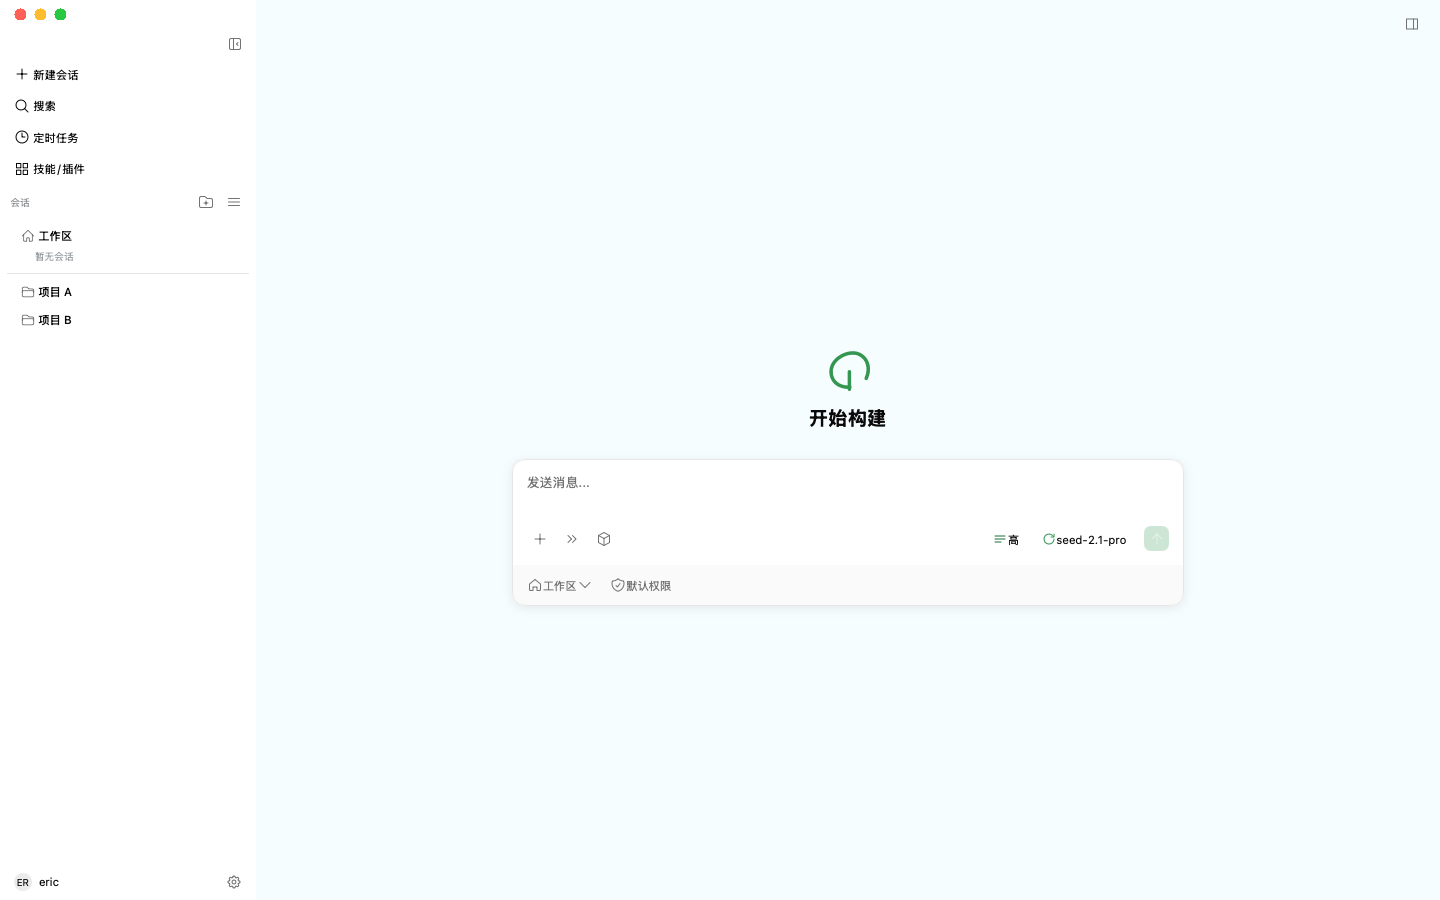 新建会话
搜索
定时任务
技能/插件
会话
工作区
暂无会话
项目 A
项目 B
ER eric
开始构建
发送消息...
高 seed-2.1-pro
工作区 默认权限